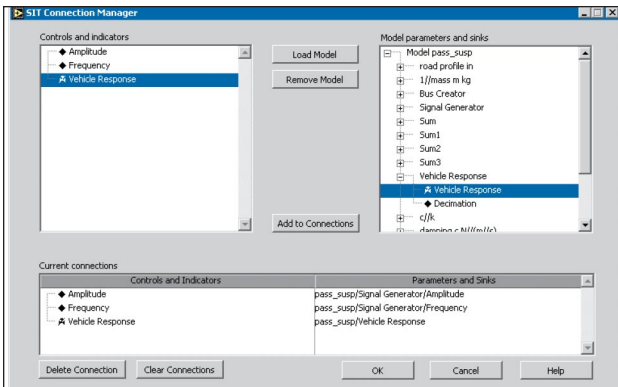 SIT Connection Manager
Controls and indicators
Amplitude
Frequency
Vehicle Response
Load Model
Remove Model
Add to Connections
Model parameters and sinks
Model pass_susp
road profile in
1//mass m kg
Bus Creator
Signal Generator
Sum
Sum1
Sum2
Sum3
Vehicle Response
Vehicle Response
Decimation
c//k
damping c N///(m//s)
Current connections
Controls and Indicators Parameters and Sinks
Amplitude pass_susp/Signal Generator/Amplitude
Frequency pass_susp/Signal Generator/Frequency
Vehicle Response pass_susp/Vehicle Response
Delete Connection Clear Connections OK Cancel Help